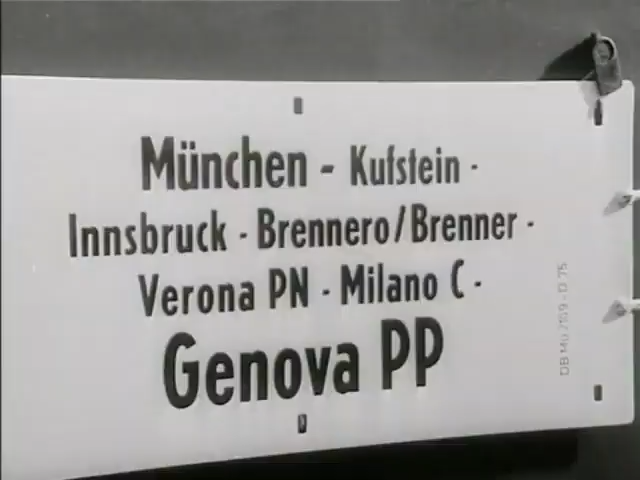 München - Kufstein -
Innsbruck - Brennero/Brenner -
Verona PN - Milano C -
Genova PP